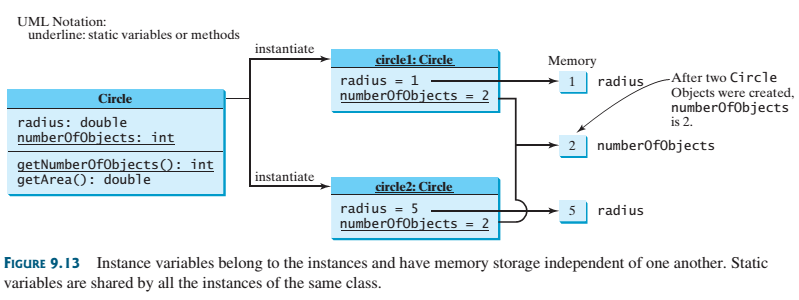 UML Notation:
underline: static variables or methods
instantiate
circle1: Circle
radius = 1
numberOfObjects = 2
Memory
1 radius
After two Circle
Objects were created,
numberOfObjects
is 2.
Circle
radius: double
numberOfObjects: int
getNumberOfObjects(): int
getArea(): double
2 numberOfObjects
instantiate
circle2: Circle
radius = 5
numberOfObjects = 2
5 radius
FIGURE 9.13 Instance variables belong to the instances and have memory storage independent of one another. Static
variables are shared by all the instances of the same class.